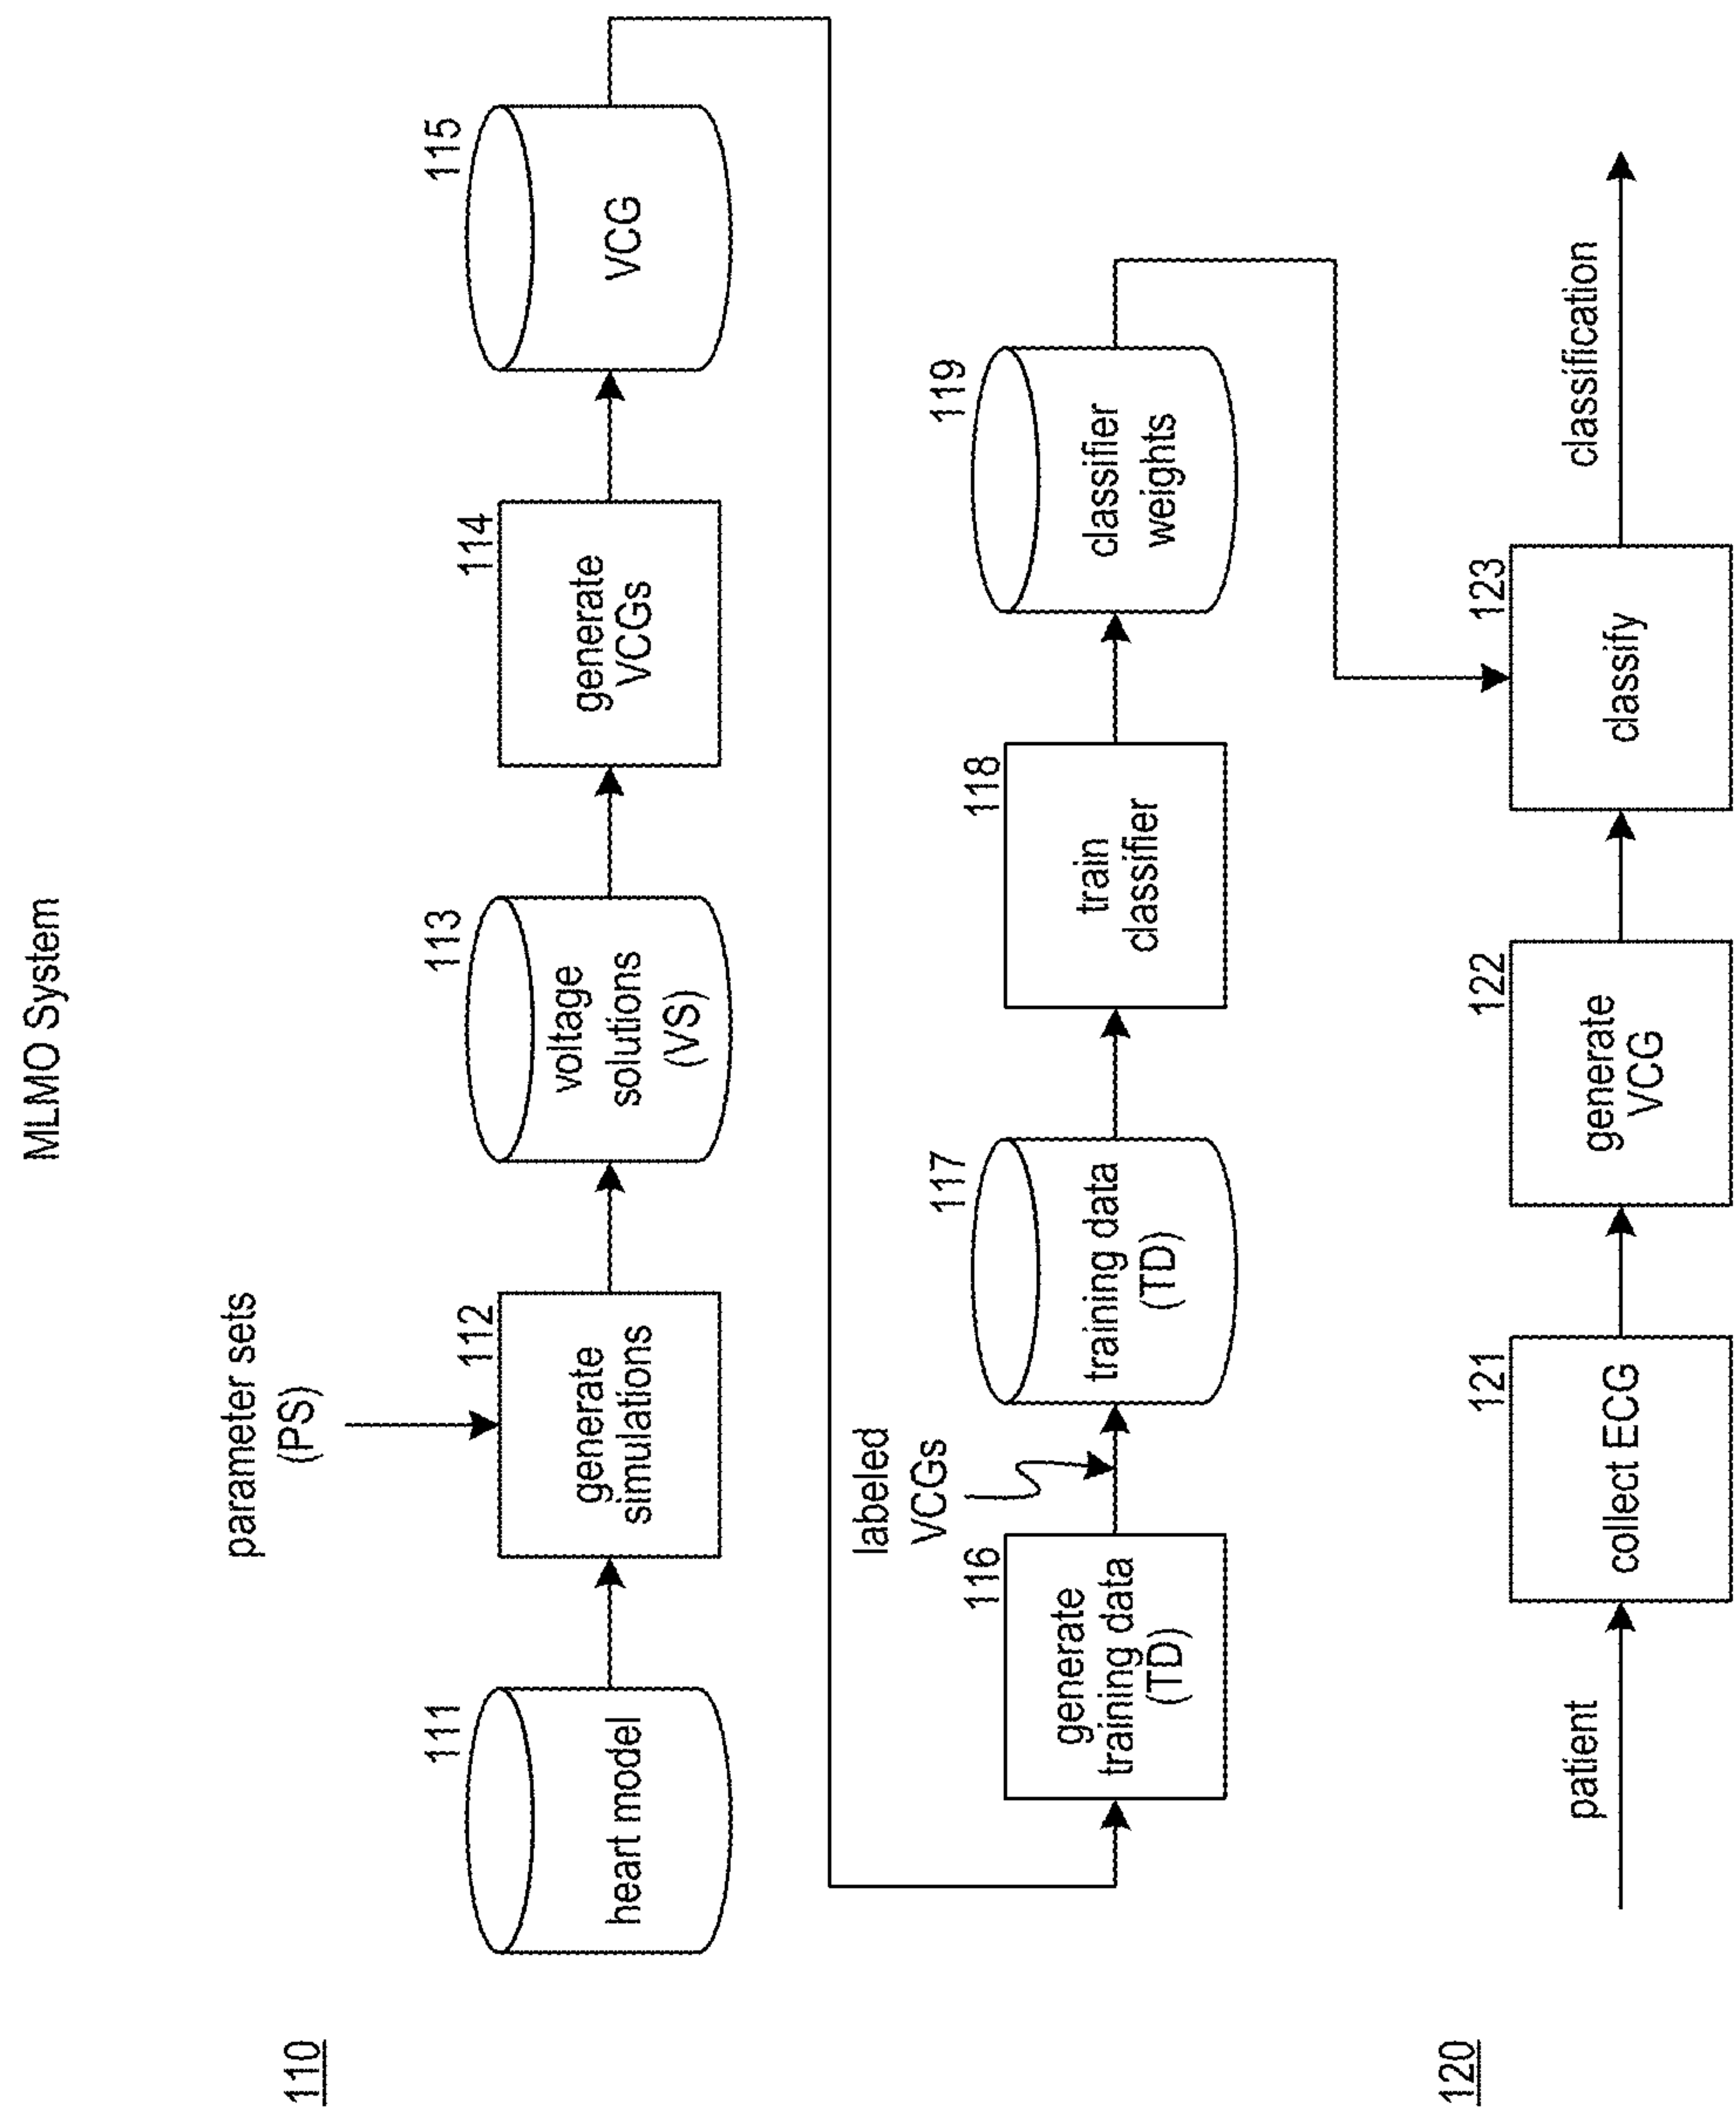 MLMO System
110
parameter sets
(PS)
111
heart model
112
generate
simulations
113
voltage
solutions
(VS)
114
generate
VCGs
115
VCG
116
generate
training data
(TD)
labeled
VCGs
117
training data
(TD)
118
train
classifier
119
classifier
weights
120
patient
121
collect ECG
122
generate
VCG
123
classify
classification